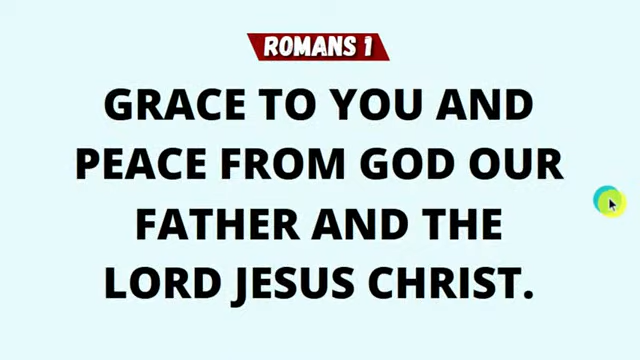 ROMANS 1
GRACE TO YOU AND
PEACE FROM GOD OUR
FATHER AND THE
LORD JESUS CHRIST.